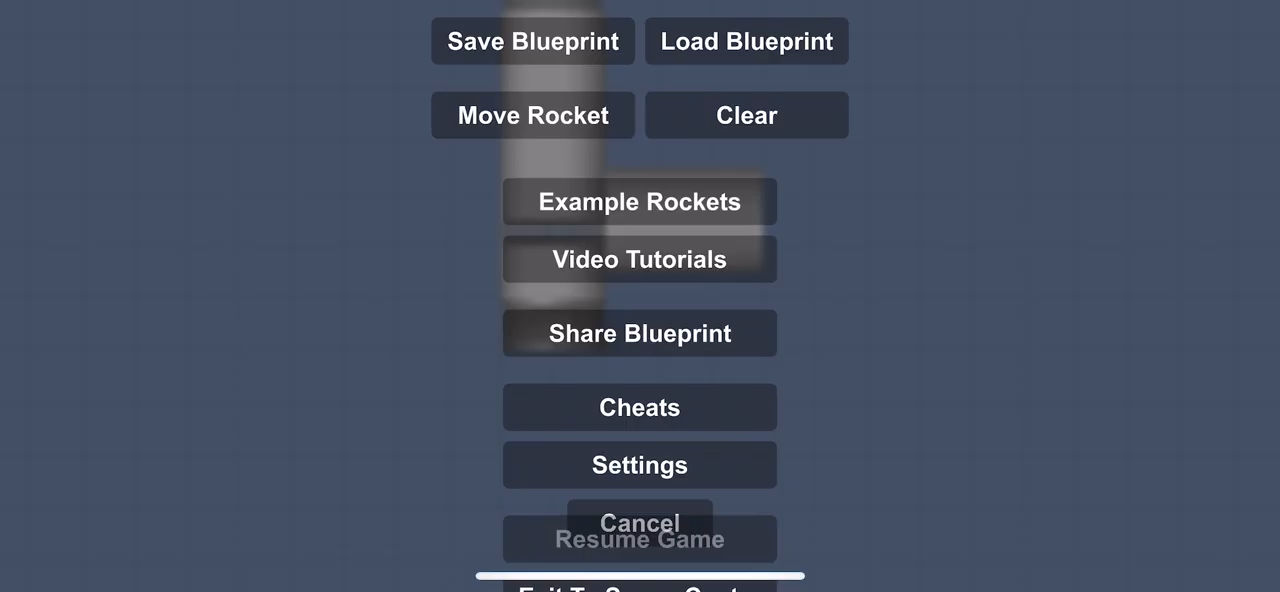 Save Blueprint Load Blueprint
Move Rocket Clear
Example Rockets
Video Tutorials
Share Blueprint
Cheats
Settings
Cancel
Resume Game